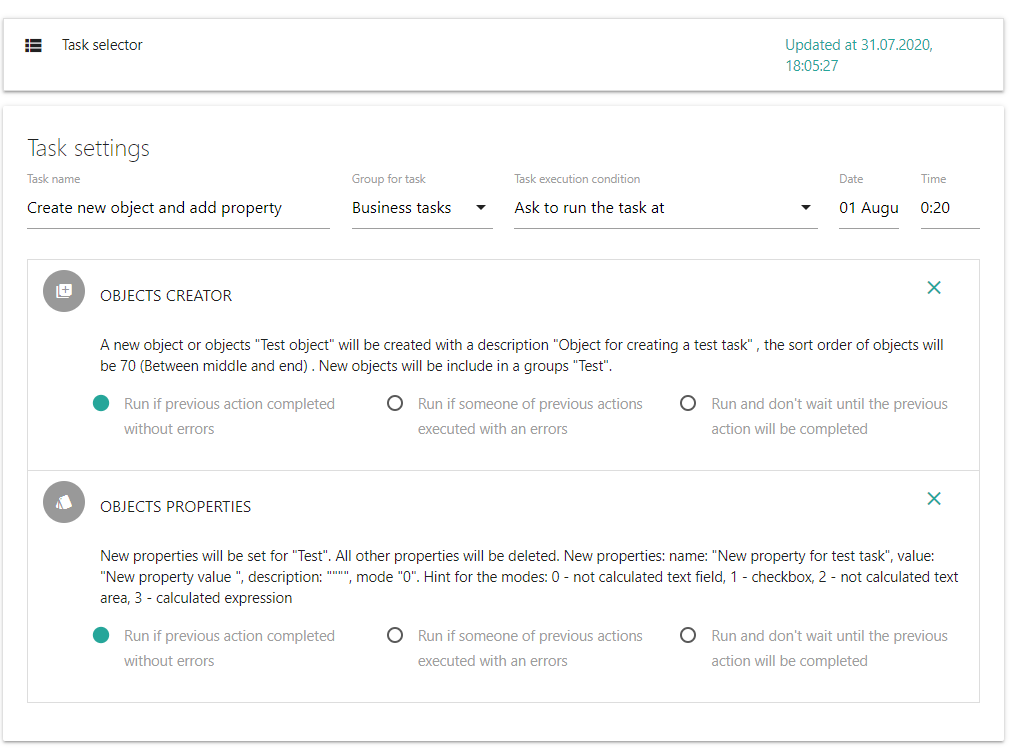 Task selector
Updated at 31.07.2020,
18:05:27
Task settings
Task name
Group for task
Task execution condition
Date
Time
Create new object and add property
Business tasks
Ask to run the task at
01 Augu
0:20
OBJECTS CREATOR
A new object or objects "Test object" will be created with a description "Object for creating a test task" , the sort order of objects will
be 70 (Between middle and end) . New objects will be include in a groups "Test".
Run if previous action completed
without errors
Run if someone of previous actions
executed with an errors
Run and don't wait until the previous
action will be completed
OBJECTS PROPERTIES
New properties will be set for "Test". All other properties will be deleted. New properties: name: "New property for test task", value:
"New property value ", description: """", mode "0". Hint for the modes: 0 - not calculated text field, 1 - checkbox, 2 - not calculated text
area, 3 - calculated expression
Run if previous action completed
without errors
Run if someone of previous actions
executed with an errors
Run and don't wait until the previous
action will be completed